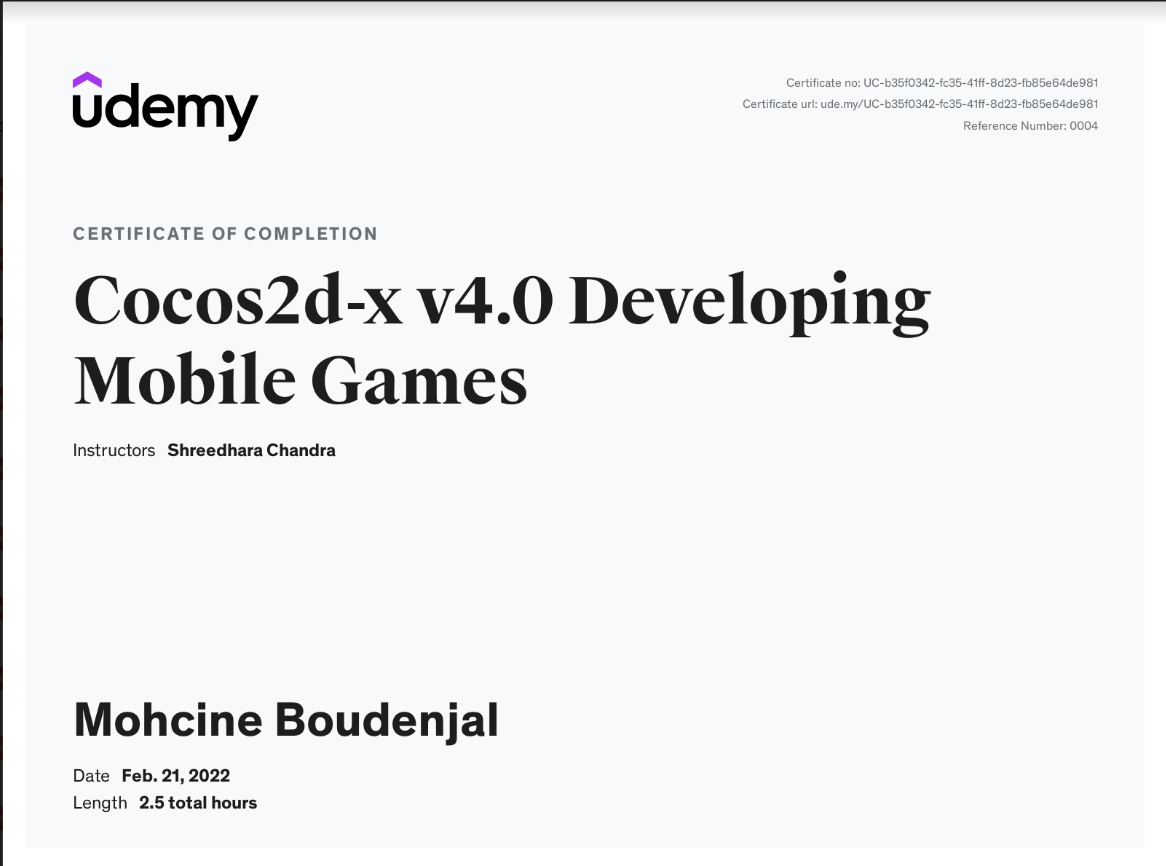 udemy
Certificate no: UC-b35f0342-fc35-41ff-8d23-fb85e64de981
Certificate url: ude.my/UC-b35f0342-fc35-41ff-8d23-fb85e64de981
Reference Number: 0004
CERTIFICATE OF COMPLETION
Cocos2d-x v4.0 Developing
Mobile Games
Instructors Shreedhara Chandra
Mohcine Boudenjal
Date Feb. 21, 2022
Length 2.5 total hours